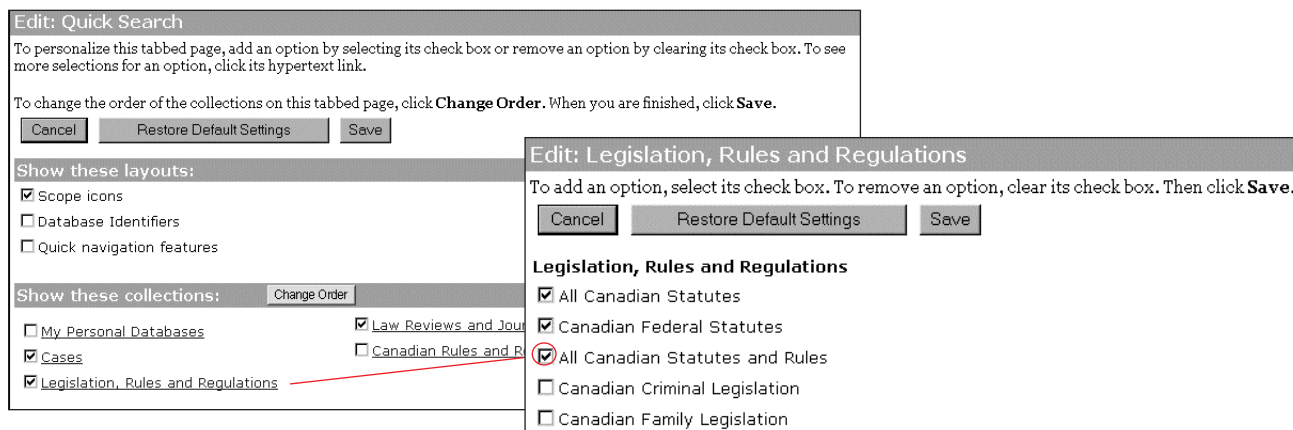 Edit: Quick Search
To personalize this tabbed page, add an option by selecting its check box or remove an option by clearing its check box. To see
more selections for an option, click its hypertext link.
To change the order of the collections on this tabbed page, click Change Order. When you are finished, click Save.
Cancel Restore Default Settings Save
Show these layouts:
Scope icons
Database Identifiers
Quick navigation features
Show these collections: Change Order
My Personal Databases
Cases
Legislation, Rules and Regulations
Law Reviews and Jour
Canadian Rules and R
Edit: Legislation, Rules and Regulations
To add an option, select its check box. To remove an option, clear its check box. Then click Save.
Cancel Restore Default Settings Save
Legislation, Rules and Regulations
All Canadian Statutes
Canadian Federal Statutes
All Canadian Statutes and Rules
Canadian Criminal Legislation
Canadian Family Legislation